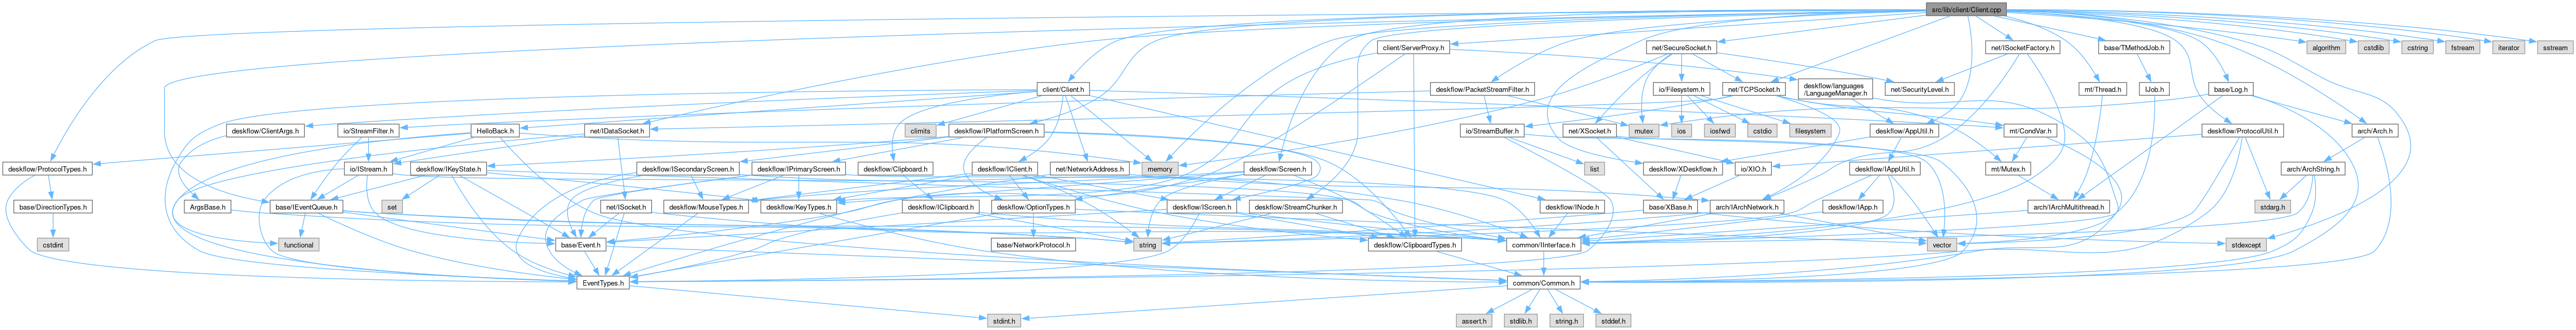 src/lib/client/Client.cpp
client/ServerProxy.h
net/SecureSocket.h
net/ISocketFactory.h
base/TMethodJob.h
algorithm
cstdlib
cstring
fstream
iterator
sstream
client/Client.h
deskflow/PacketStreamFilter.h
io/Filesystem.h
deskflow/languages
/LanguageManager.h
net/TCPSocket.h
net/SecurityLevel.h
mt/Thread.h
IJob.h
base/Log.h
deskflow/ClientArgs.h
io/StreamFilter.h
HelloBack.h
net/IDataSocket.h
climits
deskflow/IPlatformScreen.h
io/StreamBuffer.h
net/XSocket.h
mutex
ios
iosfwd
cstdio
filesystem
deskflow/AppUtil.h
mt/CondVar.h
deskflow/ProtocolUtil.h
arch/Arch.h
deskflow/ProtocolTypes.h
io/IStream.h
deskflow/IKeyState.h
deskflow/ISecondaryScreen.h
deskflow/IPrimaryScreen.h
deskflow/Clipboard.h
deskflow/IClient.h
net/NetworkAddress.h
memory
deskflow/Screen.h
list
deskflow/XDeskflow.h
io/XIO.h
deskflow/IAppUtil.h
mt/Mutex.h
arch/ArchString.h
base/DirectionTypes.h
ArgsBase.h
base/IEventQueue.h
set
net/ISocket.h
deskflow/MouseTypes.h
deskflow/KeyTypes.h
deskflow/IClipboard.h
deskflow/OptionTypes.h
deskflow/IScreen.h
deskflow/StreamChunker.h
deskflow/INode.h
base/XBase.h
arch/IArchNetwork.h
deskflow/IApp.h
arch/IArchMultithread.h
stdarg.h
cstdint
functional
base/Event.h
base/NetworkProtocol.h
string
deskflow/ClipboardTypes.h
common/IInterface.h
vector
stdexcept
EventTypes.h
common/Common.h
stdint.h
assert.h
stdlib.h
string.h
stddef.h